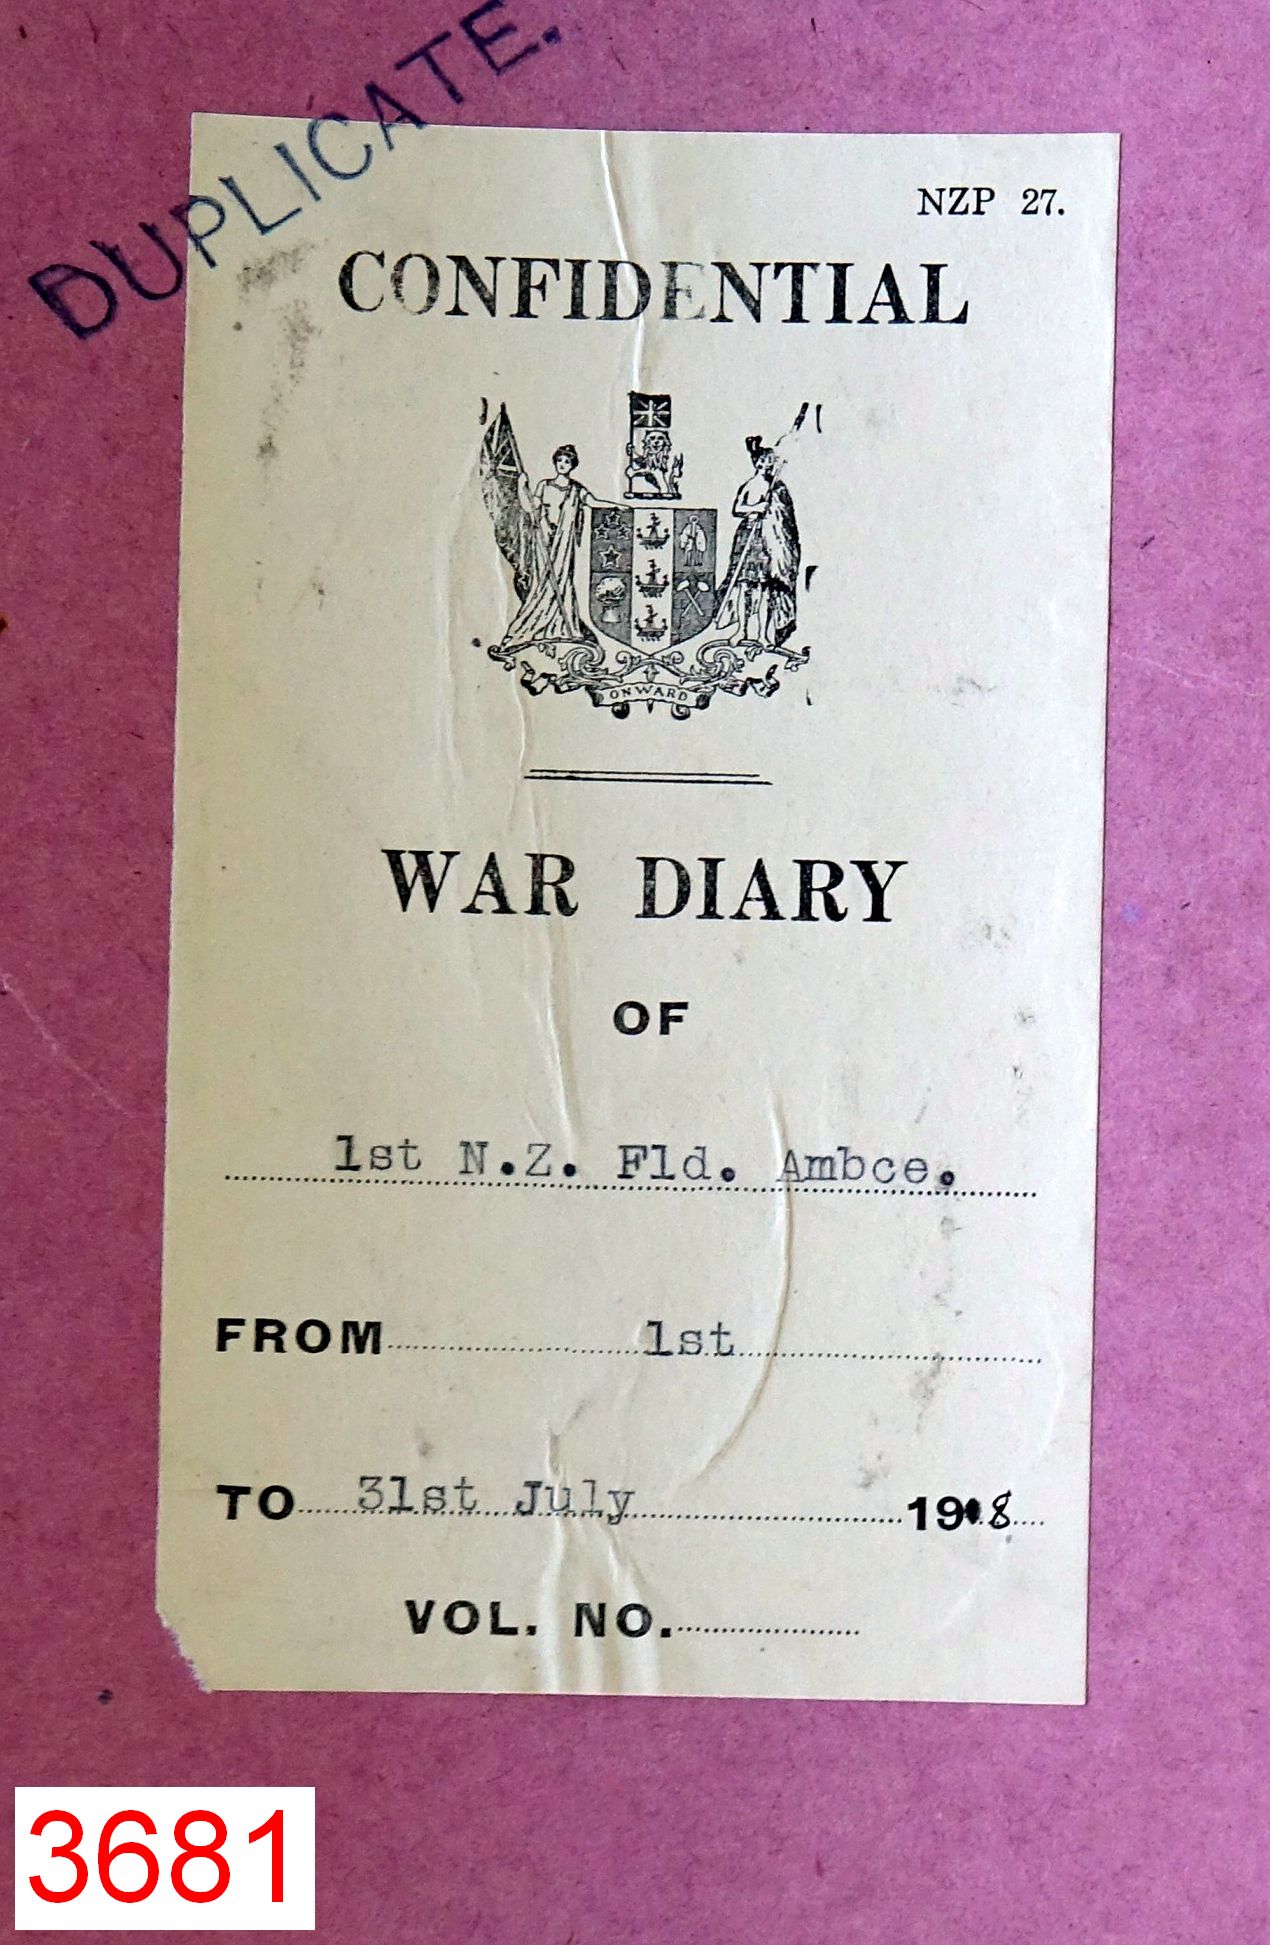 DUPLICATE.
NZP 27.
CONFIDENTIAL
ONWARD
WAR DIARY
OF
1st N.Z. Fld. Ambce.
FROM 1st
TO 31st July 1918
VOL. NO.
3681